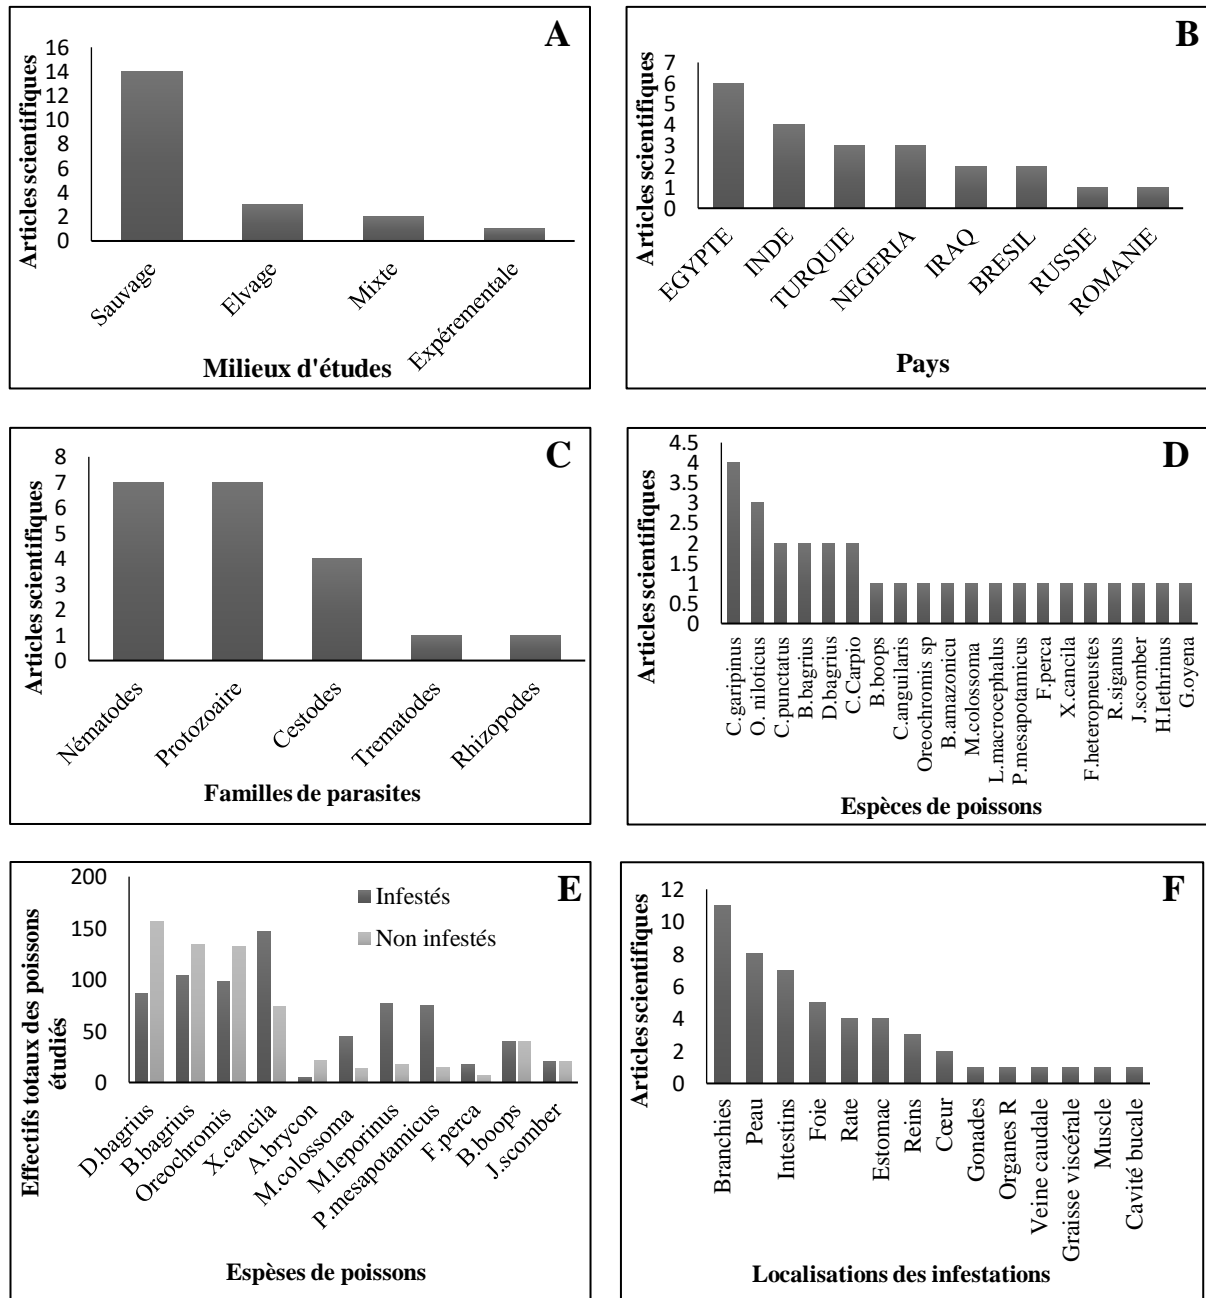 A
Articles scientifiques
16
14
12
10
8
6
4
2
0
Sauvage
Elvage
Mixte
Expérementale
Milieux d'études
B
Articles scientifiques
7
6
5
4
3
2
1
0
EGYPTE
INDE
TURQUIE
NEGERIA
IRAQ
BRESIL
RUSSIE
ROMANIE
Pays
C
Articles scientifiques
8
7
6
5
4
3
2
1
0
Nématodes
Protozoaire
Cestodes
Trematodes
Rhizopodes
Familles de parasites
D
Articles scientifiques
4.5
4
3.5
3
2.5
2
1.5
1
0.5
0
C.garipinus
O. niloticus
C.punctatus
B.bagrius
D.bagrius
C.Carpio
B.boops
C.anguilaris
Oreochromis sp
B.amazonicu
M.colossoma
L.macrocephalus
P.mesapotamicus
F.perca
X.cancila
F.heteropneustes
R.siganus
J.scomber
H.lethrinus
G.oyena
Espèces de poissons
E
Effectifs totaux des poissons
étudiés
200
150
100
50
0
Infestés
Non infestés
D.bagrius
B.bagrius
Oreochromis
X.cancila
A.brycon
M.colossoma
M.leporinus
P.mesapotamicus
F.perca
B.boops
J.scomber
Espèses de poissons
F
Articles scientifiques
12
10
8
6
4
2
0
Branchies
Peau
Intestins
Foie
Rate
Estomac
Reins
Cœur
Gonades
Organes R
Veine caudale
Graisse viscérale
Muscle
Cavité bucale
Localisations des infestations